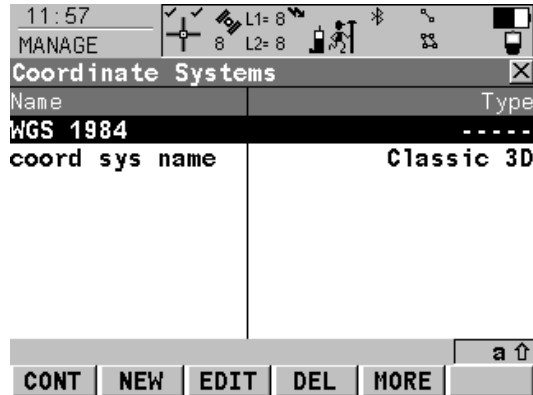 11:57
MANAGE
8
L1= 8
L2= 8
Coordinate Systems
Name Type
WGS 1984 -----
coord sys name Classic 3D
a
CONT NEW EDIT DEL MORE